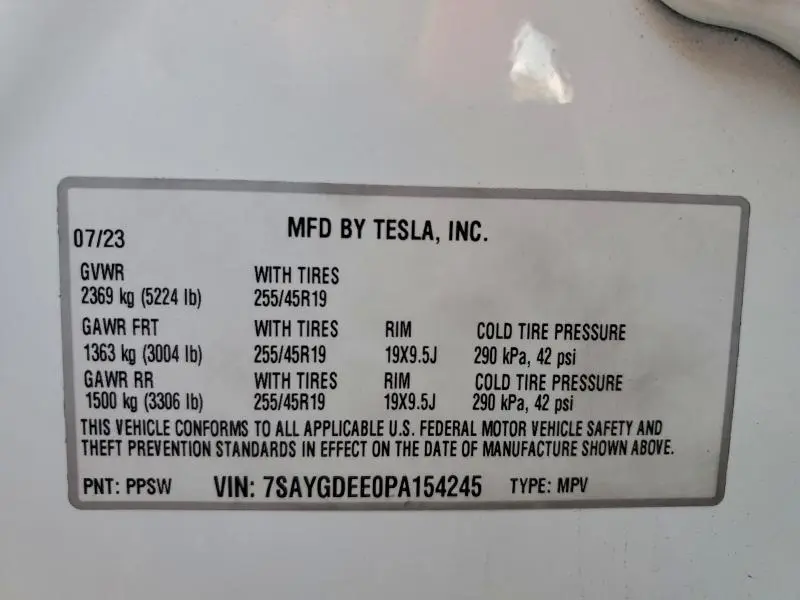 07/23 MFD BY TESLA, INC.
GVWR WITH TIRES
2369 kg (5224 lb) 255/45R19
GAWR FRT WITH TIRES RIM COLD TIRE PRESSURE
1363 kg (3004 lb) 255/45R19 19X9.5J 290 kPa, 42 psi
GAWR RR WITH TIRES RIM COLD TIRE PRESSURE
1500 kg (3306 lb) 255/45R19 19X9.5J 290 kPa, 42 psi
THIS VEHICLE CONFORMS TO ALL APPLICABLE U.S. FEDERAL MOTOR VEHICLE SAFETY AND
THEFT PREVENTION STANDARDS IN EFFECT ON THE DATE OF MANUFACTURE SHOWN ABOVE.
PNT: PPSW VIN: 7SAYGDEE0PA154245 TYPE: MPV